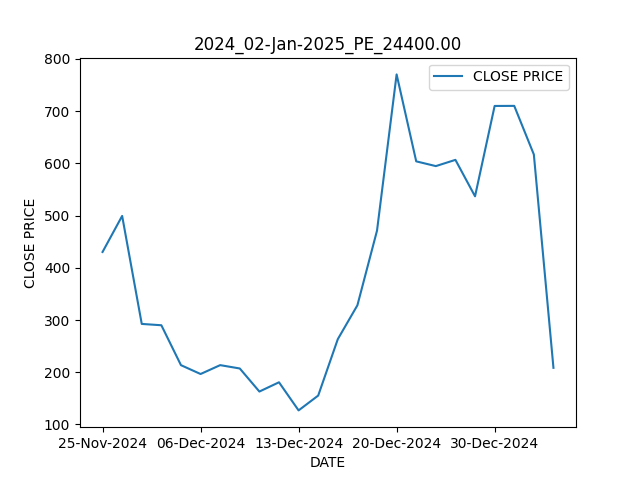 2024_02-Jan-2025_PE_24400.00
CLOSE PRICE
800
700
600
500
400
300
200
100
CLOSE PRICE
25-Nov-2024
06-Dec-2024
13-Dec-2024
20-Dec-2024
30-Dec-2024
DATE